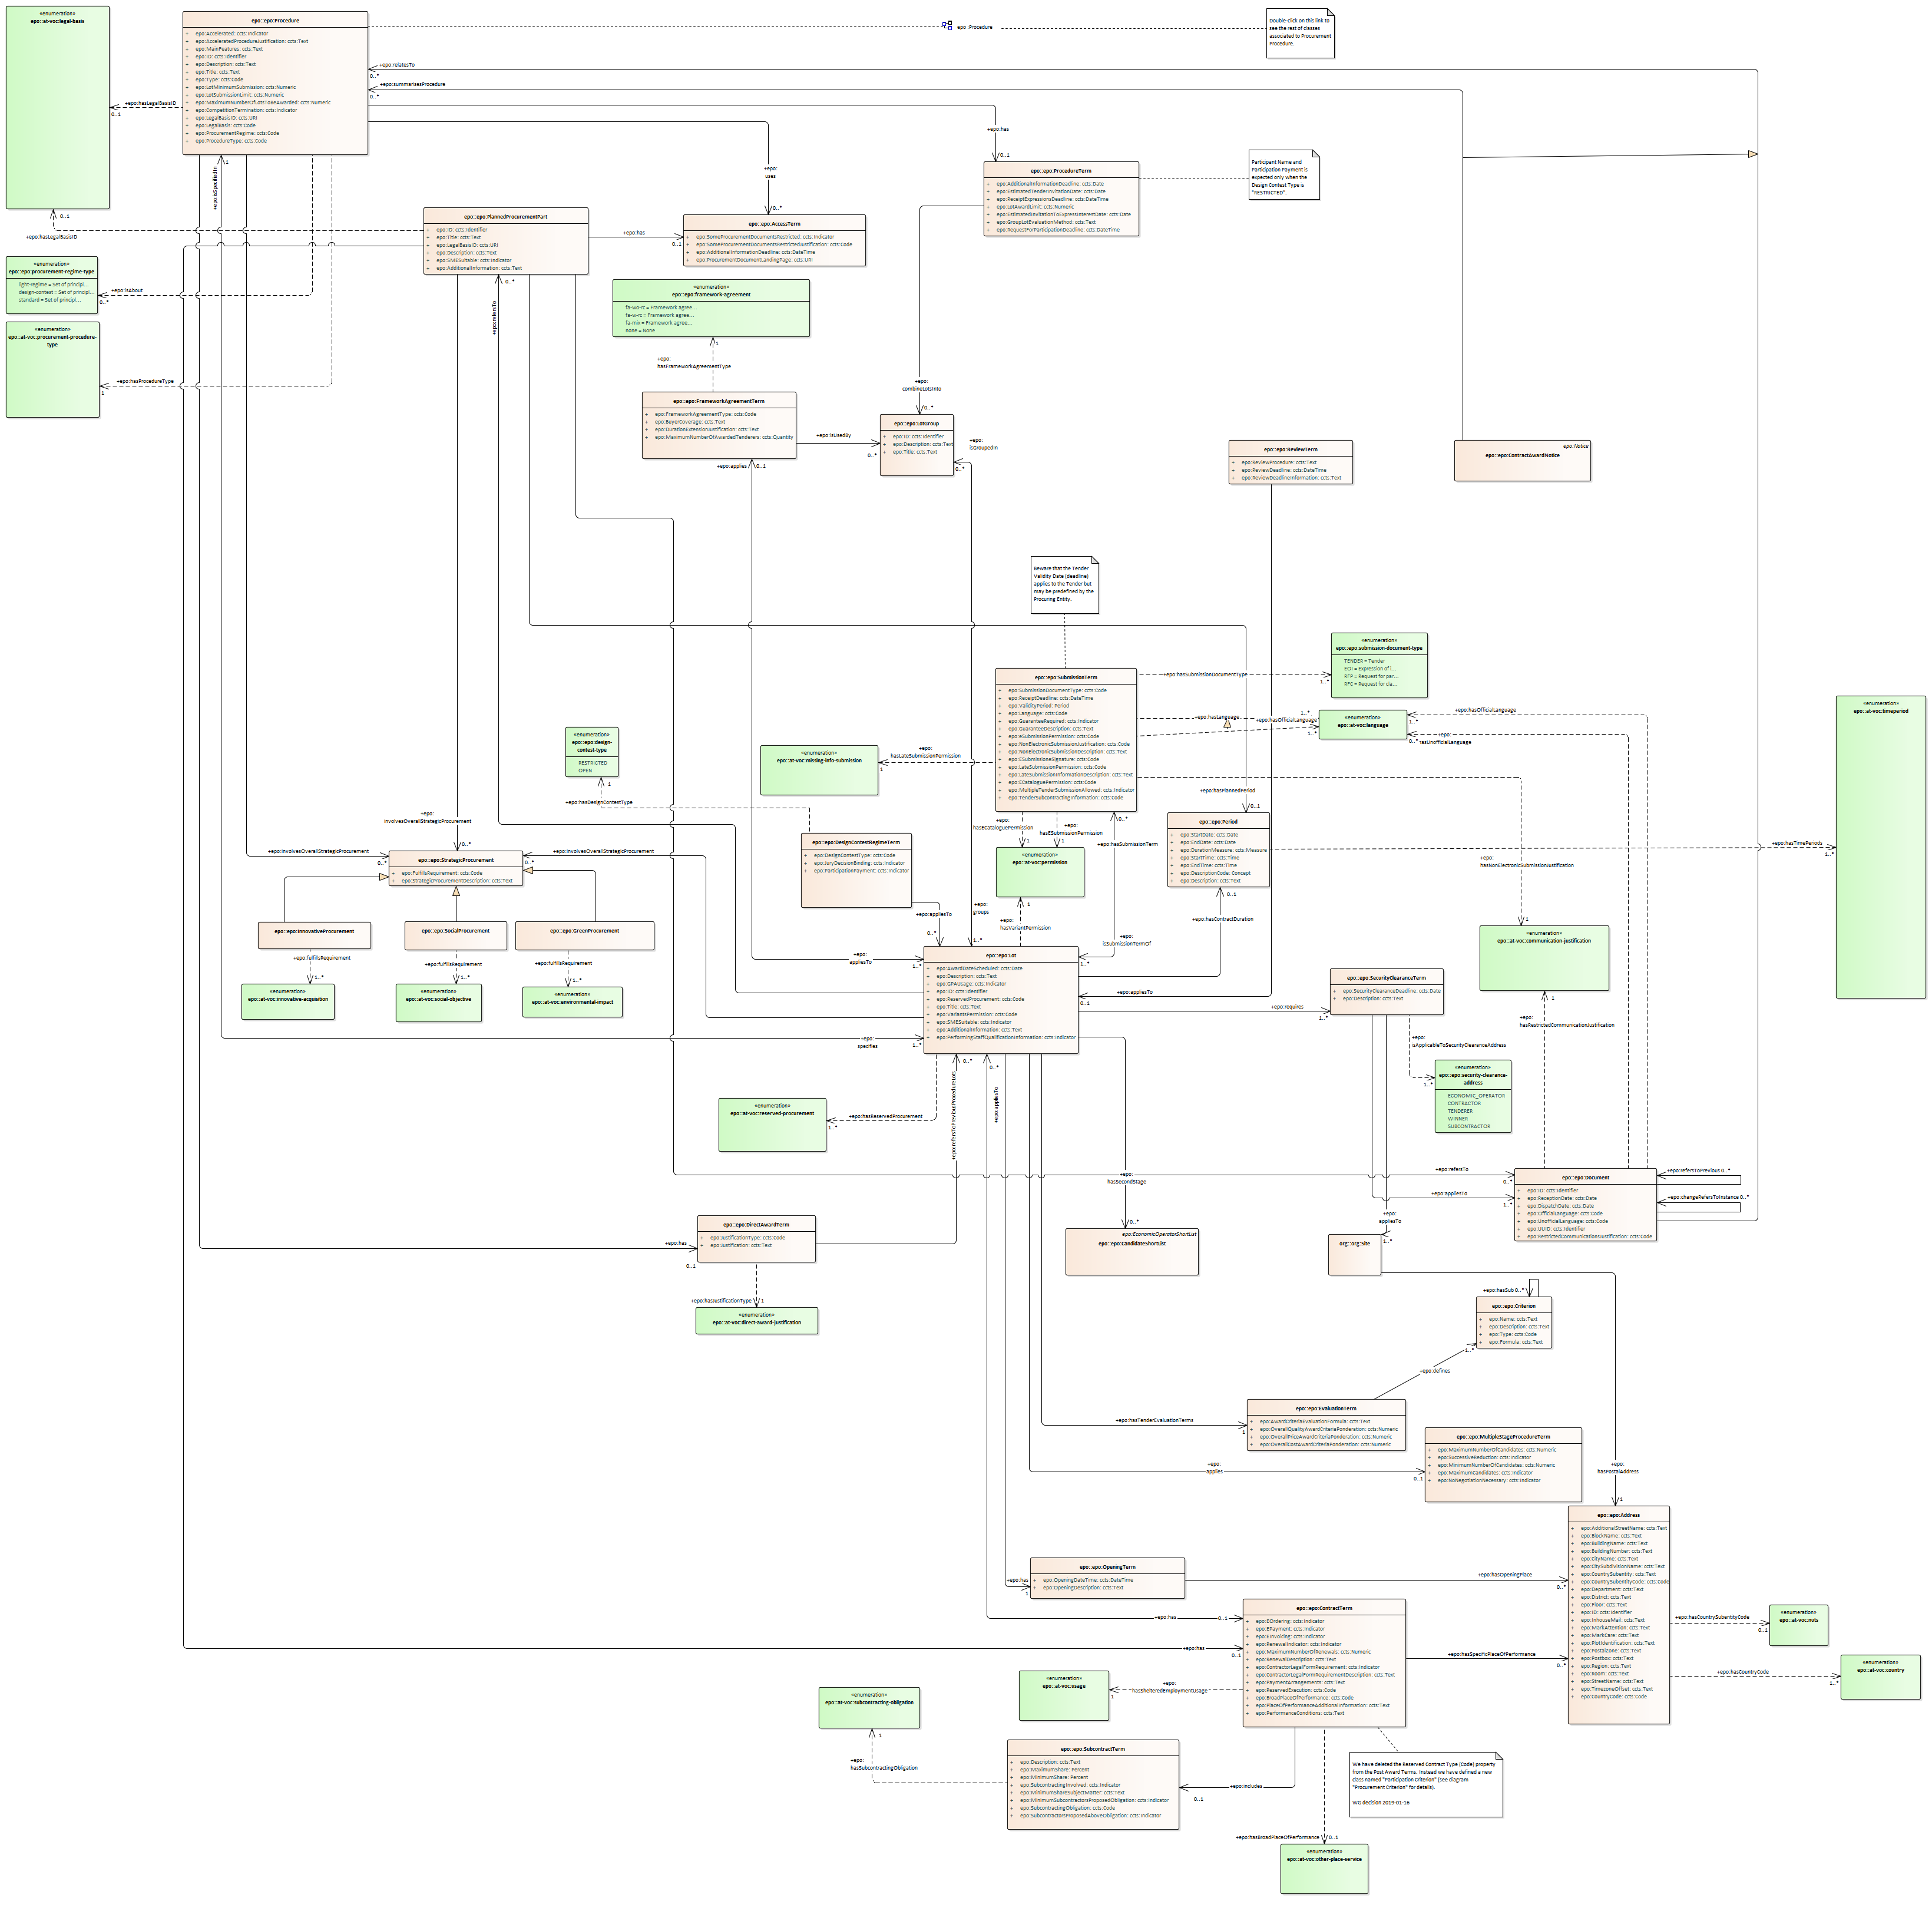 «enumeration»
epo::at-voc:legal-basis
epo::epo:Procedure
+ epo:Accelerated: ccts:Indicator
+ epo:AcceleratedProcedureJustification: ccts:Text
+ epo:MainFeatures: ccts:Text
+ epo:ID: ccts:Identifier
+ epo:Description: ccts:Text
+ epo:Title: ccts:Text
+ epo:Type: ccts:Code
+ epo:LotMinimumSubmission: ccts:Numeric
+ epo:LotSubmissionLimit: ccts:Numeric
+ epo:MaximumNumberOfLotsToBeAwarded: ccts:Numeric
+ epo:CompetitionTermination: ccts:Indicator
+ epo:LegalBasisID: ccts:URI
+ epo:LegalBasis: ccts:Code
+ epo:ProcurementRegime: ccts:Code
+ epo:ProcedureType: ccts:Code
epo :Procedure
Double-click on this link to
see the rest of classes
associated to Procurement
Procedure.
+epo:relatesTo
0..*
+epo:summarisesProcedure
0..*
+epo:hasLegalBasisID
0..1
+epo:has
0..1
+epo:
uses
0..*
+epo:isSpecifiedIn
1
epo::epo:ProcedureTerm
+ epo:AdditionalInformationDeadline: ccts:Date
+ epo:EstimatedTenderInvitationDate: ccts:Date
+ epo:ReceiptExpressionsDeadline: ccts:DateTime
+ epo:LotAwardLimit: ccts:Numeric
+ epo:EstimatedInvitationToExpressInterestDate: ccts:Date
+ epo:GroupLotEvaluationMethod: ccts:Text
+ epo:RequestForParticipationDeadline: ccts:DateTime
Participant Name and
Participation Payment is
expected only when the
Design Contest Type is
"RESTRICTED".
epo::epo:PlannedProcurementPart
+ epo:ID: ccts:Identifier
+ epo:Title: ccts:Text
+ epo:LegalBasisID: ccts:URI
+ epo:Description: ccts:Text
+ epo:SMESuitable: ccts:Indicator
+ epo:AdditionalInformation: ccts:Text
+epo:has
0..1
epo::epo:AccessTerm
+ epo:SomeProcurementDocumentsRestricted: ccts:Indicator
+ epo:SomeProcurementDocumentsRestrictedJustification: ccts:Code
+ epo:AdditionalInformationDeadline: ccts:DateTime
+ epo:ProcurementDocumentLandingPage: ccts:URI
0..1
+epo:hasLegalBasisID
«enumeration»
epo::epo:procurement-regime-type
light-regime = Set of principi...
design-contest = Set of principi...
standard = Set of principi...
+epo:isAbout
0..*
«enumeration»
epo::at-voc:procurement-procedure-
type
+epo:hasProcedureType
1
0..*
+epo:refersTo
«enumeration»
epo::epo:framework-agreement
fa-wo-rc = Framework agree...
fa-w-rc = Framework agree...
fa-mix = Framework agree...
none = None
1
+epo:
hasFrameworkAgreementType
epo::epo:FrameworkAgreementTerm
+ epo:FrameworkAgreementType: ccts:Code
+ epo:BuyerCoverage: ccts:Text
+ epo:DurationExtensionJustification: ccts:Text
+ epo:MaximumNumberOfAwardedTenderers: ccts:Quantity
+epo:applies
0..1
+epo:isUsedBy
0..*
+epo:
combineLotsInto
0..*
epo::epo:LotGroup
+ epo:ID: ccts:Identifier
+ epo:Description: ccts:Text
+ epo:Title: ccts:Text
+epo:
isGroupedIn
0..*
epo::epo:ReviewTerm
+ epo:ReviewProcedure: ccts:Text
+ epo:ReviewDeadline: ccts:DateTime
+ epo:ReviewDeadlineInformation: ccts:Text
epo:Notice
epo::epo:ContractAwardNotice
Beware that the Tender
Validity Date (deadline)
applies to the Tender but
may be predefined by the
Procuring Entity.
«enumeration»
epo::epo:submission-document-type
TENDER = Tender
EOI = Expression of i...
RFP = Request for par...
RFC = Request for cla...
epo::epo:SubmissionTerm
+ epo:SubmissionDocumentType: ccts:Code
+ epo:ReceiptDeadline: ccts:DateTime
+ epo:ValidityPeriod: Period
+ epo:Language: ccts:Code
+ epo:GuaranteeRequired: ccts:Indicator
+ epo:GuaranteeDescription: ccts:Text
+ epo:eSubmissionPermission: ccts:Code
+ epo:NonElectronicSubmissionJustification: ccts:Code
+ epo:NonElectronicSubmissionDescription: ccts:Text
+ epo:ESubmissioneSignature: ccts:Code
+ epo:LateSubmissionPermission: ccts:Code
+ epo:LateSubmissionInformationDescription: ccts:Text
+ epo:ECataloguePermission: ccts:Code
+ epo:MultipleTenderSubmissionAllowed: ccts:Indicator
+ epo:TenderSubcontractingInformation: ccts:Code
+epo:hasSubmissionDocumentType
1..*
+epo:hasLanguage
1..*
+epo:hasOfficialLanguage
1..*
«enumeration»
epo::at-voc:language
+epo:hasOfficialLanguage
1..*
+epo:
hasUnofficialLanguage
0..*
«enumeration»
epo::at-voc:timeperiod
«enumeration»
epo::epo:design-
contest-type
RESTRICTED
OPEN
1
+epo:hasDesignContestType
«enumeration»
epo::at-voc:missing-info-submission
+epo:
hasLateSubmissionPermission
1
+epo:hasPlannedPeriod
0..1
+epo:
hasECataloguePermission
1
+epo:
hasESubmissionPermission
1
0..*
+epo:hasSubmissionTerm
epo::epo:Period
+ epo:StartDate: ccts:Date
+ epo:EndDate: ccts:Date
+ epo:DurationMeasure: ccts:Measure
+ epo:StartTime: ccts:Time
+ epo:EndTime: ccts:Time
+ epo:DescriptionCode: Concept
+ epo:Description: ccts:Text
+epo:hasTimePeriods
1..*
+epo:
hasNonElectronicSubmissionJustification
1
+epo:
involvesOverallStrategicProcurement
0..*
+epo:involvesOverallStrategicProcurement
0..*
epo::epo:StrategicProcurement
+ epo:FulfillsRequirement: ccts:Code
+ epo:StrategicProcurementDescription: ccts:Text
+epo:involvesOverallStrategicProcurement
0..*
epo::epo:DesignContestRegimeTerm
+ epo:DesignContestType: ccts:Code
+ epo:JuryDecisionBinding: ccts:Indicator
+ epo:ParticipationPayment: ccts:Indicator
«enumeration»
epo::at-voc:permission
1
+epo:
hasVariantPermission
0..1
+epo:hasContractDuration
epo::epo:InnovativeProcurement
epo::epo:SocialProcurement
epo::epo:GreenProcurement
+epo:fulfillsRequirement
1..*
+epo:fulfillsRequirement
1..*
+epo:fulfillsRequirement
1..*
«enumeration»
epo::at-voc:innovative-acquisition
«enumeration»
epo::at-voc:social-objective
«enumeration»
epo::at-voc:environmental-impact
+epo:appliesTo
0..*
+epo:
groups
1..*
+epo:
isSubmissionTermOf
1..*
+epo:
appliesTo
1..*
epo::epo:Lot
+ epo:AwardDateScheduled: ccts:Date
+ epo:Description: ccts:Text
+ epo:GPAUsage: ccts:Indicator
+ epo:ID: ccts:Identifier
+ epo:ReservedProcurement: ccts:Code
+ epo:Title: ccts:Text
+ epo:VariantsPermission: ccts:Code
+ epo:SMESuitable: ccts:Indicator
+ epo:AdditionalInformation: ccts:Text
+ epo:PerformingStaffQualificationInformation: ccts:Indicator
+epo:appliesTo
0..1
+epo:requires
1..*
+epo:
specifies
1..*
epo::epo:SecurityClearanceTerm
+ epo:SecurityClearanceDeadline: ccts:Date
+ epo:Description: ccts:Text
«enumeration»
epo::at-voc:communication-justification
1
+epo:
hasRestrictedCommunicationJustification
+epo:
isApplicableToSecurityClearanceAddress
1..*
«enumeration»
epo::epo:security-clearance-
address
ECONOMIC_OPERATOR
CONTRACTOR
TENDERER
WINNER
SUBCONTRACTOR
«enumeration»
epo::at-voc:reserved-procurement
+epo:hasReservedProcurement
1..*
0..*
+epo:refersToPreviousProcedureLots
0..*
+epo:appliesTo
+epo:
hasSecondStage
0..*
+epo:refersTo
0..*
+epo:appliesTo
1..*
+epo:
appliesTo
1..*
epo::epo:Document
+ epo:ID: ccts:Identifier
+ epo:ReceptionDate: ccts:Date
+ epo:DispatchDate: ccts:Date
+ epo:OfficialLanguage: ccts:Code
+ epo:UnofficialLanguage: ccts:Code
+ epo:UUID: ccts:Identifier
+ epo:RestrictedCommunicationsJustification: ccts:Code
+epo:refersToPrevious 0..*
+epo:changeRefersToInstance 0..*
epo::epo:DirectAwardTerm
+ epo:JustificationType: ccts:Code
+ epo:Justification: ccts:Text
+epo:has
0..1
+epo:hasJustificationType
1
«enumeration»
epo::at-voc:direct-award-justification
epo:EconomicOperatorShortList
epo::epo:CandidateShortList
org::org:Site
+epo:hasSub 0..*
epo::epo:Criterion
+ epo:Name: ccts:Text
+ epo:Description: ccts:Text
+ epo:Type: ccts:Code
+ epo:Formula: ccts:Text
1..*
+epo:defines
+epo:hasTenderEvaluationTerms
1
epo::epo:EvaluationTerm
+ epo:AwardCriteriaEvaluationFormula: ccts:Text
+ epo:OverallQualityAwardCriteriaPonderation: ccts:Numeric
+ epo:OverallPriceAwardCriteriaPonderation: ccts:Numeric
+ epo:OverallCostAwardCriteriaPonderation: ccts:Numeric
epo::epo:MultipleStageProcedureTerm
+ epo:MaximumNumberOfCandidates: ccts:Numeric
+ epo:SuccessiveReduction: ccts:Indicator
+ epo:MinimumNumberOfCandidates: ccts:Numeric
+ epo:MaximumCandidates: ccts:Indicator
+ epo:NoNegotiationNecessary: ccts:Indicator
+epo:
applies
0..1
+epo:
hasPostalAddress
1
epo::epo:Address
+ epo:AdditionalStreetName: ccts:Text
+ epo:BlockName: ccts:Text
+ epo:BuildingName: ccts:Text
+ epo:BuildingNumber: ccts:Text
+ epo:CityName: ccts:Text
+ epo:CitySubdivisionName: ccts:Text
+ epo:CountrySubentity: ccts:Text
+ epo:CountrySubentityCode: ccts:Code
+ epo:Department: ccts:Text
+ epo:District: ccts:Text
+ epo:Floor: ccts:Text
+ epo:ID: ccts:Identifier
+ epo:InhouseMail: ccts:Text
+ epo:MarkAttention: ccts:Text
+ epo:MarkCare: ccts:Text
+ epo:PlotIdentification: ccts:Text
+ epo:PostalZone: ccts:Text
+ epo:Postbox: ccts:Text
+ epo:Region: ccts:Text
+ epo:Room: ccts:Text
+ epo:StreetName: ccts:Text
+ epo:TimezoneOffset: ccts:Text
+ epo:CountryCode: ccts:Code
epo::epo:OpeningTerm
+ epo:OpeningDateTime: ccts:DateTime
+ epo:OpeningDescription: ccts:Text
+epo:has
1
+epo:hasOpeningPlace
0..*
+epo:hasCountrySubentityCode
0..1
«enumeration»
epo::at-voc:nuts
+epo:hasCountryCode
1..*
«enumeration»
epo::at-voc:country
+epo:has
0..1
+epo:has
0..1
epo::epo:ContractTerm
+ epo:EOrdering: ccts:Indicator
+ epo:EPayment: ccts:Indicator
+ epo:EInvoicing: ccts:Indicator
+ epo:RenewalIndicator: ccts:Indicator
+ epo:MaximumNumberOfRenewals: ccts:Numeric
+ epo:RenewalDescription: ccts:Text
+ epo:ContractorLegalFormRequirement: ccts:Indicator
+ epo:ContractorLegalFormRequirementDescription: ccts:Text
+ epo:PaymentArrangements: ccts:Text
+ epo:ReservedExecution: ccts:Code
+ epo:BroadPlaceOfPerformance: ccts:Code
+ epo:PlaceOfPerformanceAdditionalInformation: ccts:Text
+ epo:PerformanceConditions: ccts:Text
+epo:hasSpecificPlaceOfPerformance
0..*
«enumeration»
epo::at-voc:usage
+epo:
hasShelteredEmploymentUsage
1
«enumeration»
epo::at-voc:subcontracting-obligation
1
+epo:
hasSubcontractingObligation
epo::epo:SubcontractTerm
+ epo:Description: ccts:Text
+ epo:MaximumShare: Percent
+ epo:MinimumShare: Percent
+ epo:SubcontractingInvolved: ccts:Indicator
+ epo:MinimumShareSubjectMatter: ccts:Text
+ epo:MinimumSubcontractorsProposedObligation: ccts:Indicator
+ epo:SubcontractingObligation: ccts:Code
+ epo:SubcontractorsProposedAboveObligation: ccts:Indicator
+epo:includes
0..1
We have deleted the Reserved Contract Type (Code) property
from the Post Award Terms. Instead we have defined a new
class named "Participation Criterion" (see diagram
"Procurement Criterion" for details).
WG decision 2019-01-16
+epo:hasBroadPlaceOfPerformance
0..1
«enumeration»
epo::at-voc:other-place-service